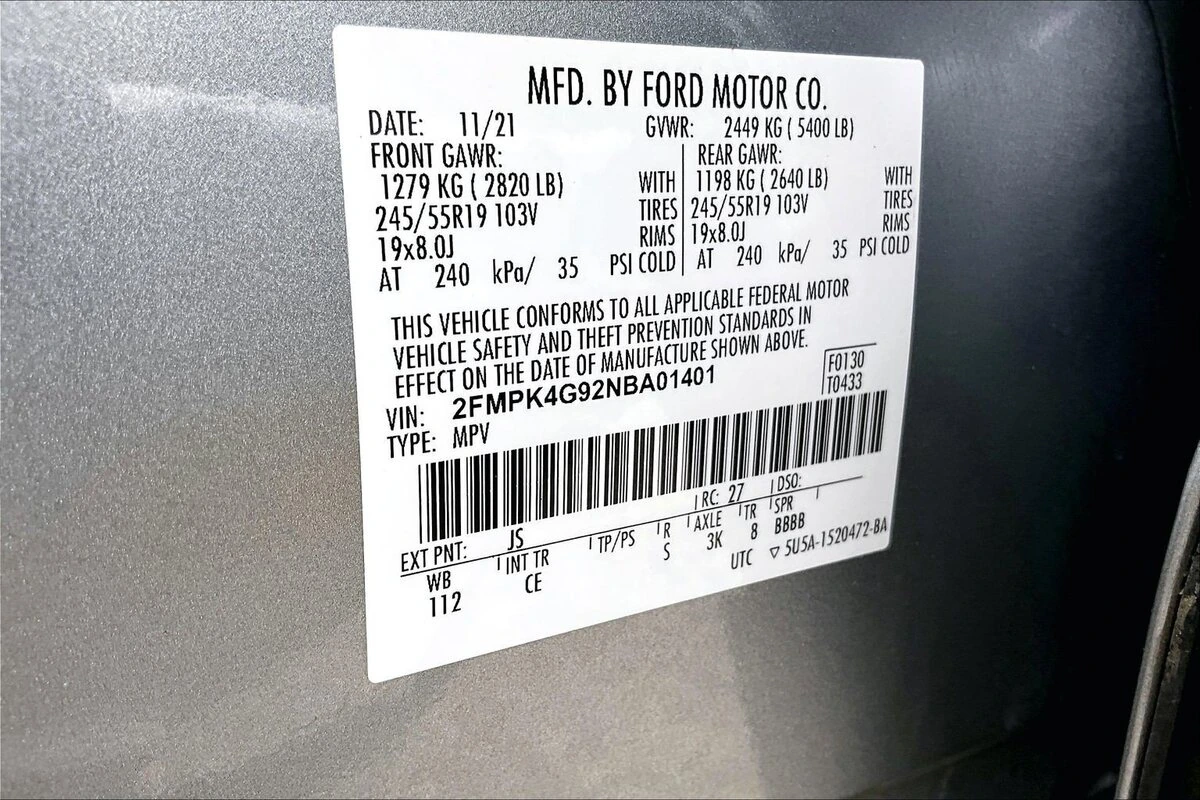 MFD. BY FORD MOTOR CO.
DATE: 11/21 GVWR: 2449 KG ( 5400 LB)
FRONT GAWR: REAR GAWR:
1279 KG ( 2820 LB) WITH 1198 KG ( 2640 LB) WITH
245/55R19 103V TIRES 245/55R19 103V TIRES
19x8.0J RIMS 19x8.0J RIMS
AT 240 kPa/ 35 PSI COLD AT 240 kPa/ 35 PSI COLD
THIS VEHICLE CONFORMS TO ALL APPLICABLE FEDERAL MOTOR
VEHICLE SAFETY AND THEFT PREVENTION STANDARDS IN
EFFECT ON THE DATE OF MANUFACTURE SHOWN ABOVE.
F0130
VIN: 2FMPK4G92NBA01401 T0433
TYPE: MPV
EXT PNT: JS RC: 27 DSO:
WB INT TR TP/PS R AXLE TR SPR
112 CE S 3K 8 BBBB
UTC ▽ 5U5A-1520472-BA